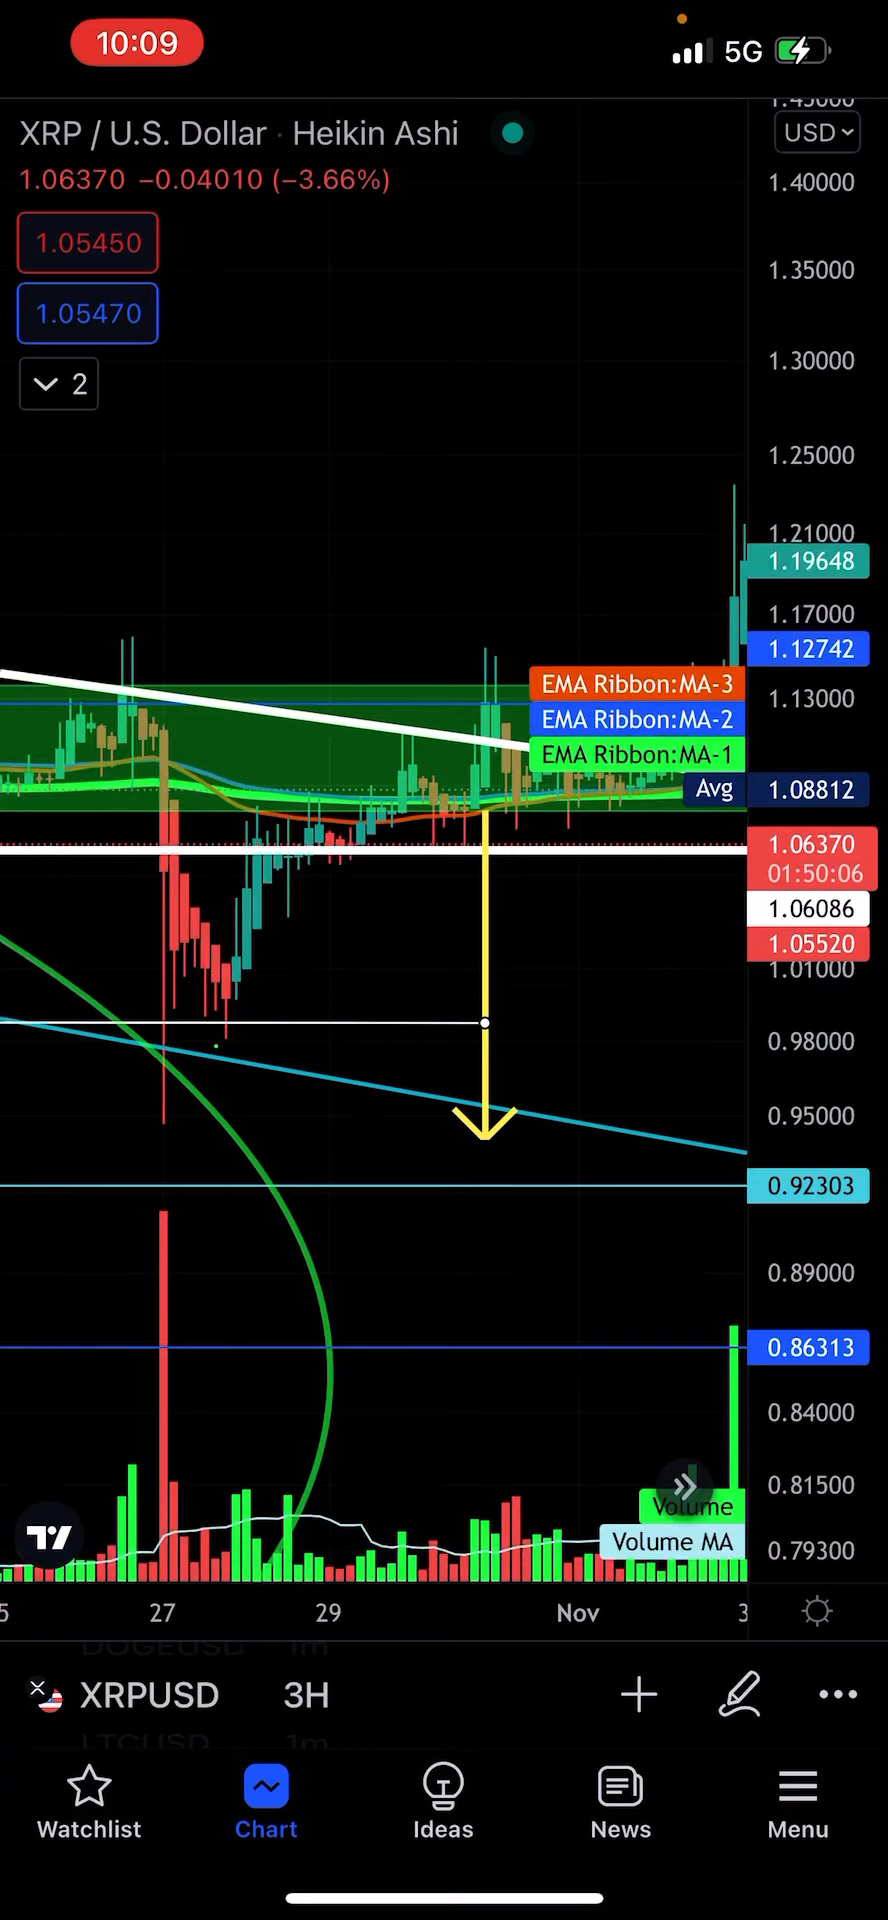 10:09
5G
1.45000
XRP / U.S. Dollar · Heikin Ashi
USD
1.06370 −0.04010 (−3.66%)
1.40000
1.05450
1.35000
1.05470
1.30000
2
1.25000
1.21000
1.19648
1.17000
1.12742
EMA Ribbon:MA-3
1.13000
EMA Ribbon:MA-2
EMA Ribbon:MA-1
Avg
1.08812
1.06370
01:50:06
1.06086
1.05520
1.01000
0.98000
0.95000
0.92303
0.89000
0.86313
0.84000
0.81500
Volume
Volume MA
0.79300
5 27 29 Nov 3
DOGEUSD 1m
XRPUSD 3H
LTCUSD 1m
Watchlist Chart Ideas News Menu